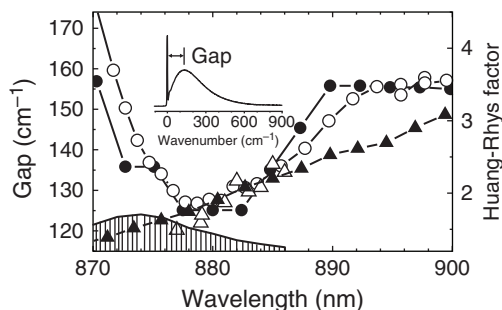 170
160
150
140
130
120
Gap (cm⁻¹)
Gap
0 300 600 900
Wavenumber (cm⁻¹)
4
3
2
Huang-Rhys factor
870 880 890 900
Wavelength (nm)